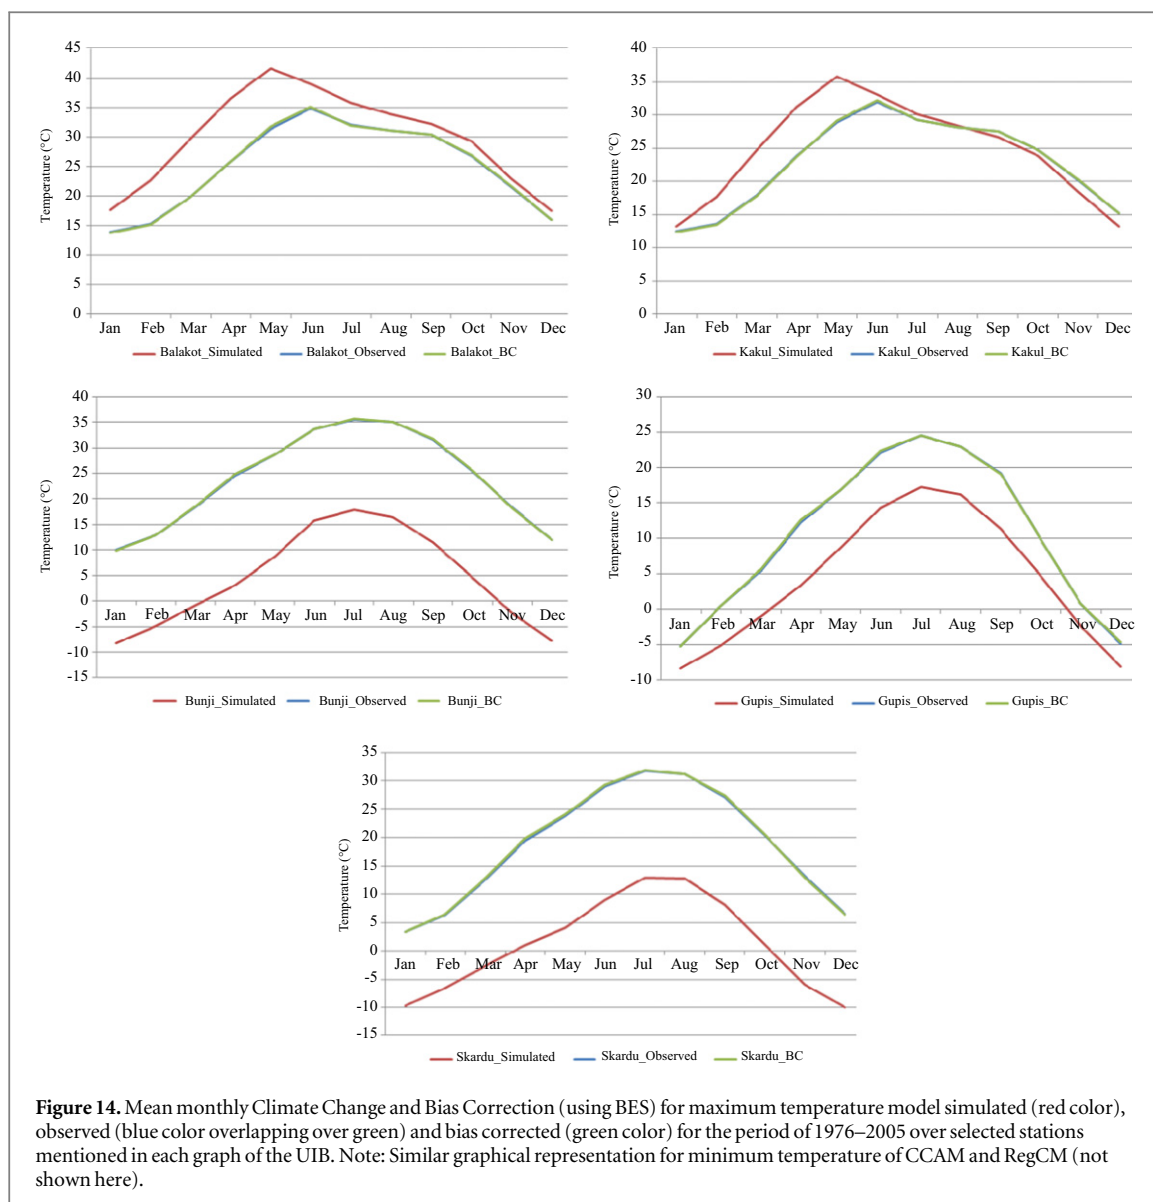 45
40
35
30
25
20
15
10
5
0
Temperature (°C)
Jan Feb Mar Apr May Jun Jul Aug Sep Oct Nov Dec
Balakot_Simulated Balakot_Observed Balakot_BC
40
35
30
25
20
15
10
5
0
Temperature (°C)
Jan Feb Mar Apr May Jun Jul Aug Sep Oct Nov Dec
Kakul_Simulated Kakul_Observed Kakul_BC
40
35
30
25
20
15
10
5
0
-5
-10
-15
Temperature (°C)
Jan Feb Mar Apr May Jun Jul Aug Sep Oct Nov Dec
Bunji_Simulated Bunji_Observed Bunji_BC
30
25
20
15
10
5
0
-5
-10
Temperature (°C)
Jan Feb Mar Apr May Jun Jul Aug Sep Oct Nov Dec
Gupis_Simulated Gupis_Observed Gupis_BC
35
30
25
20
15
10
5
0
-5
-10
-15
Temperature (°C)
Jan Feb Mar Apr May Jun Jul Aug Sep Oct Nov Dec
Skardu_Simulated Skardu_Observed Skardu_BC
Figure 14. Mean monthly Climate Change and Bias Correction (using BES) for maximum temperature model simulated (red color),
observed (blue color overlapping over green) and bias corrected (green color) for the period of 1976–2005 over selected stations
mentioned in each graph of the UIB. Note: Similar graphical representation for minimum temperature of CCAM and RegCM (not
shown here).